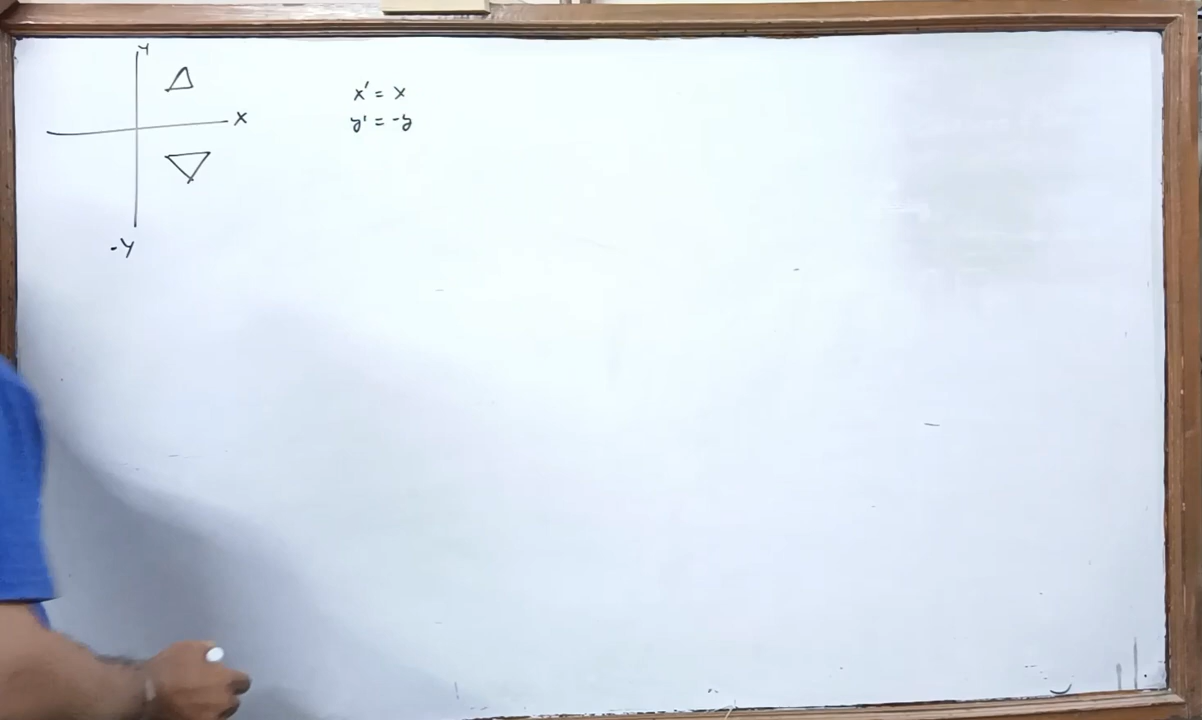 y
x
-y
x' = x
y' = -y